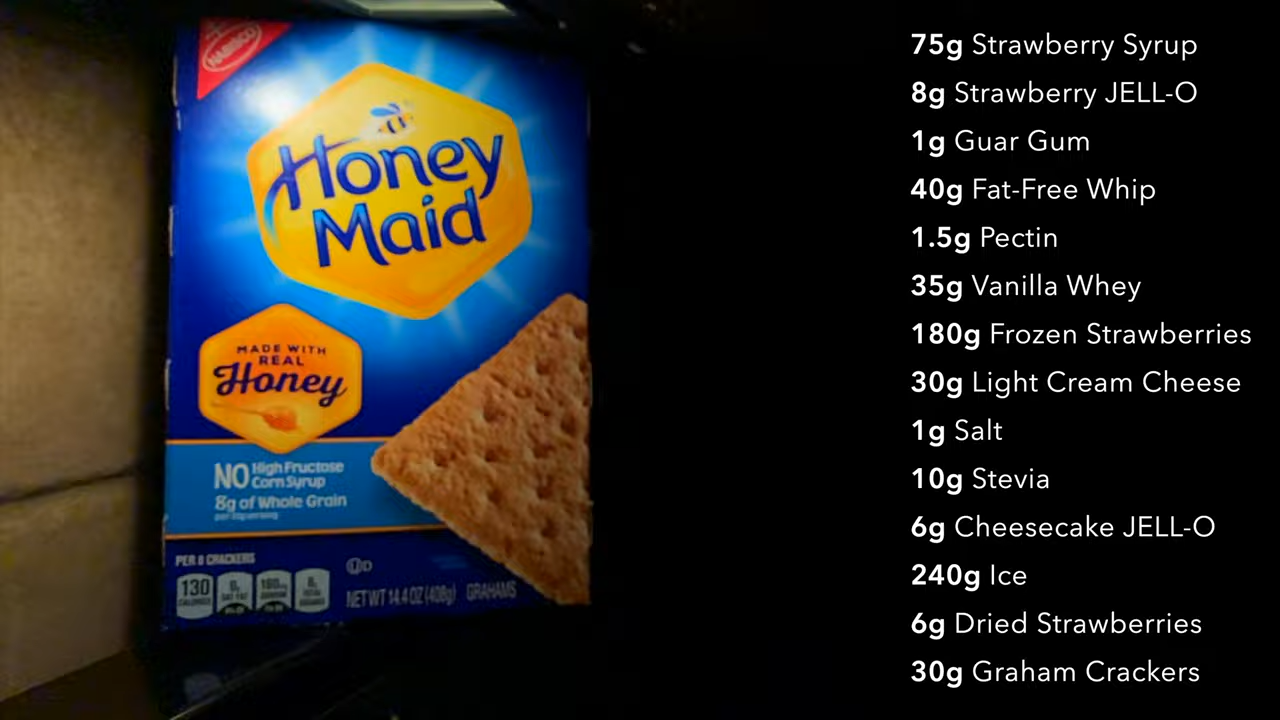 NABISCO
Honey
Maid
MADE WITH
REAL
Honey
NO High Fructose
Corn Syrup
8g of Whole Grain
PER 8 CRACKERS
130
CALORIES
NET WT 14.4 OZ (408g) GRAHAMS
75g Strawberry Syrup
8g Strawberry JELL-O
1g Guar Gum
40g Fat-Free Whip
1.5g Pectin
35g Vanilla Whey
180g Frozen Strawberries
30g Light Cream Cheese
1g Salt
10g Stevia
6g Cheesecake JELL-O
240g Ice
6g Dried Strawberries
30g Graham Crackers